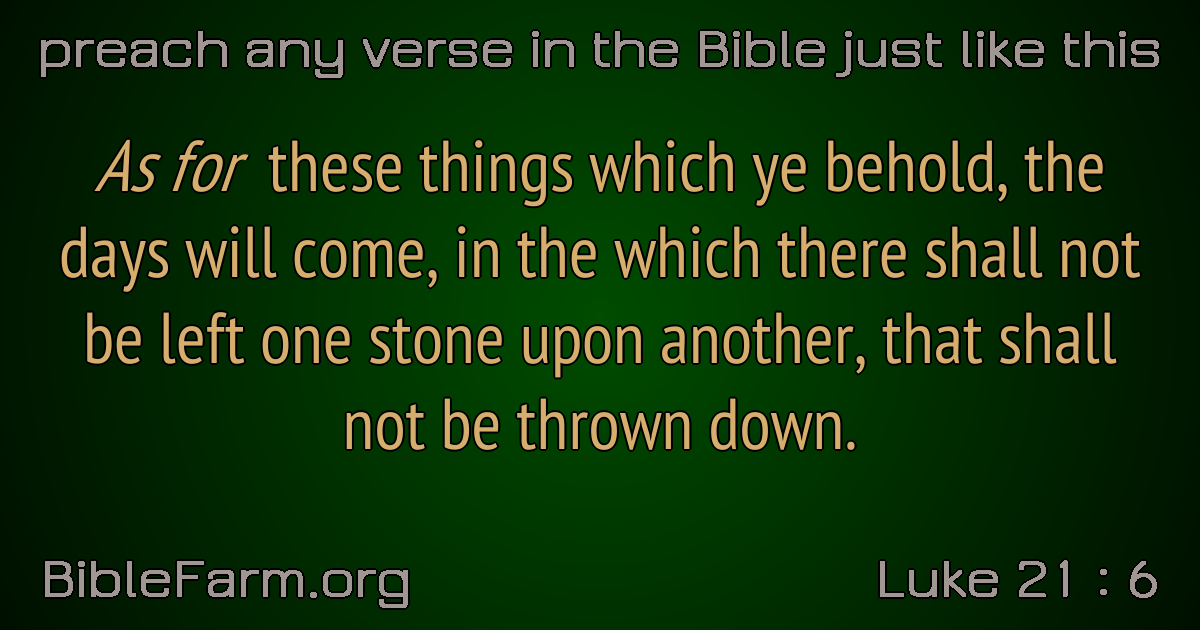 preach any verse in the Bible just like this
As for these things which ye behold, the
days will come, in the which there shall not
be left one stone upon another, that shall
not be thrown down.
BibleFarm.org
Luke 21 : 6